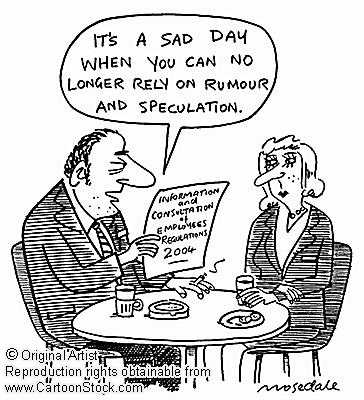 IT'S A SAD DAY
WHEN YOU CAN NO
LONGER RELY ON RUMOUR
AND SPECULATION.
INFORMATION
and
CONSULTATION
of
EMPLOYEES
REGULATIONS
2004
© Original Artist
Reproduction rights obtainable from
www.CartoonStock.com
rosedale